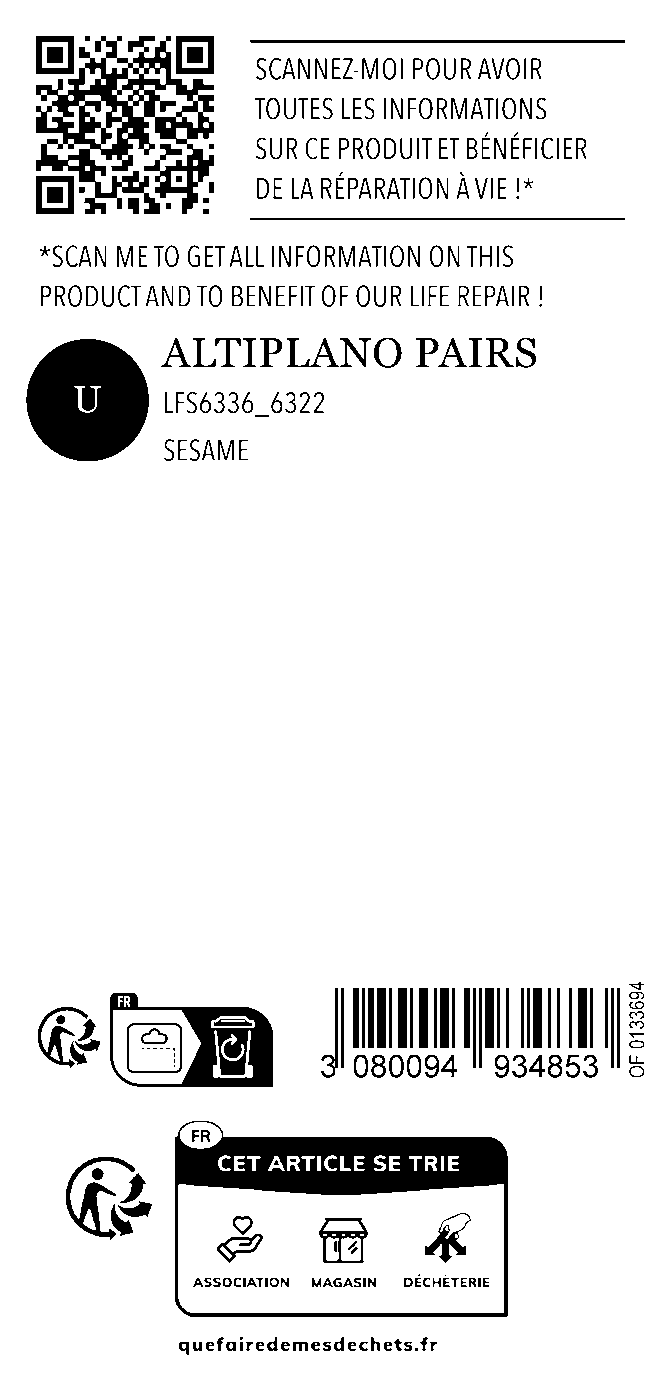 SCANNEZ-MOI POUR AVOIR
TOUTES LES INFORMATIONS
SUR CE PRODUIT ET BÉNÉFICIER
DE LA RÉPARATION À VIE !*
*SCAN ME TO GET ALL INFORMATION ON THIS
PRODUCT AND TO BENEFIT OF OUR LIFE REPAIR !
U
ALTIPLANO PAIRS
LFS6336_6322
SESAME
FR
3 080094 934853
OF 0133694
FR
CET ARTICLE SE TRIE
ASSOCIATION MAGASIN DÉCHÈTERIE
quefairedemesdechets.fr